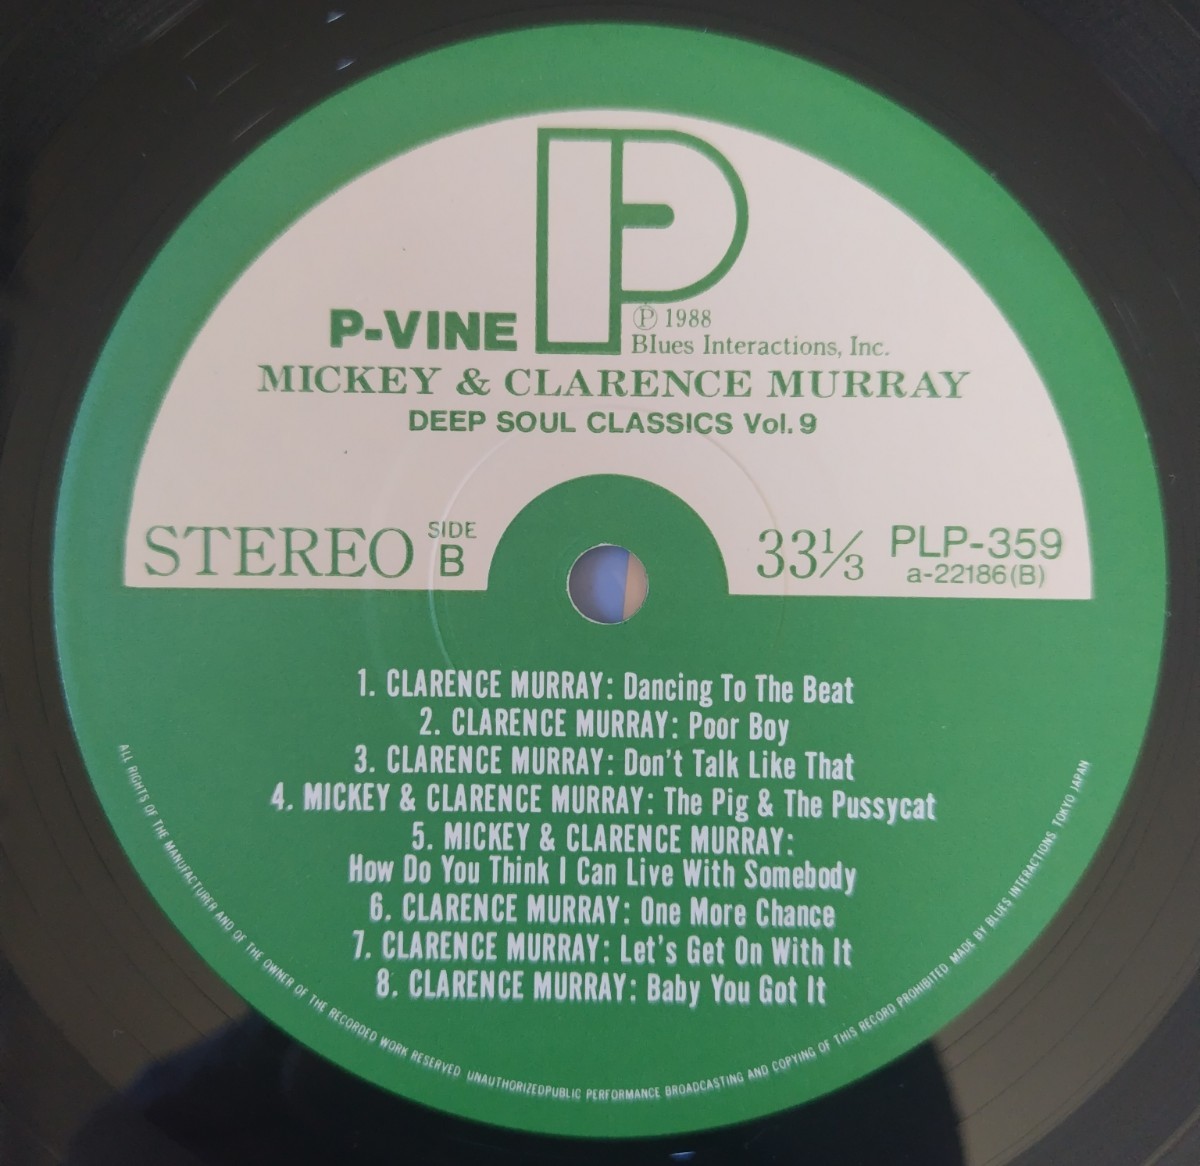 P
P-VINE
Ⓟ 1988
Blues Interactions, Inc.
MICKEY & CLARENCE MURRAY
DEEP SOUL CLASSICS Vol. 9
STEREO
SIDE
B
33⅓
PLP-359
a-22186(B)
1. CLARENCE MURRAY: Dancing To The Beat
2. CLARENCE MURRAY: Poor Boy
3. CLARENCE MURRAY: Don't Talk Like That
4. MICKEY & CLARENCE MURRAY: The Pig & The Pussycat
5. MICKEY & CLARENCE MURRAY:
How Do You Think I Can Live With Somebody
6. CLARENCE MURRAY: One More Chance
7. CLARENCE MURRAY: Let's Get On With It
8. CLARENCE MURRAY: Baby You Got It
ALL RIGHTS OF THE MANUFACTURER AND OF THE OWNER OF THE RECORDED WORK RESERVED UNAUTHORIZEDPUBLIC PERFORMANCE BROADCASTING AND COPYING OF THIS RECORD PROHIBITED MADE BY BLUES INTERACTIONS TOKYO JAPAN